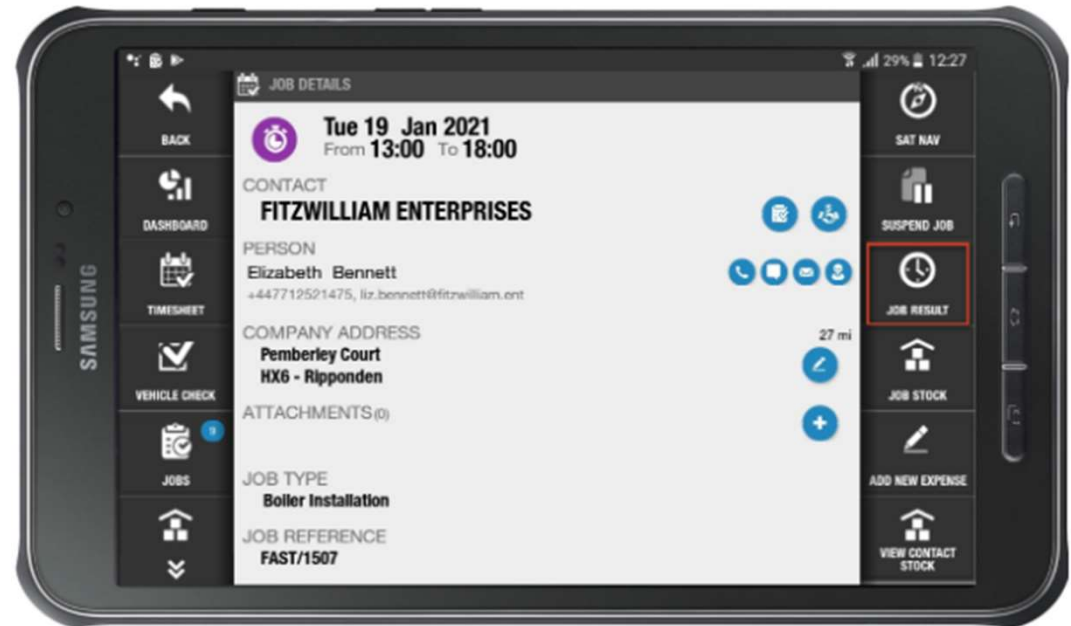 SAMSUNG
29% 12:27
BACK
DASHBOARD
TIMESHEET
VEHICLE CHECK
9
JOBS
JOB DETAILS
Tue 19 Jan 2021
From 13:00 To 18:00
CONTACT
FITZWILLIAM ENTERPRISES
PERSON
Elizabeth Bennett
+447712521475, liz.bennett@fitzwilliam.ent
COMPANY ADDRESS
27 mi
Pemberley Court
HX6 - Ripponden
ATTACHMENTS(0)
JOB TYPE
Boiler Installation
JOB REFERENCE
FAST/1507
SAT NAV
SUSPEND JOB
JOB RESULT
JOB STOCK
ADD NEW EXPENSE
VIEW CONTACT
STOCK